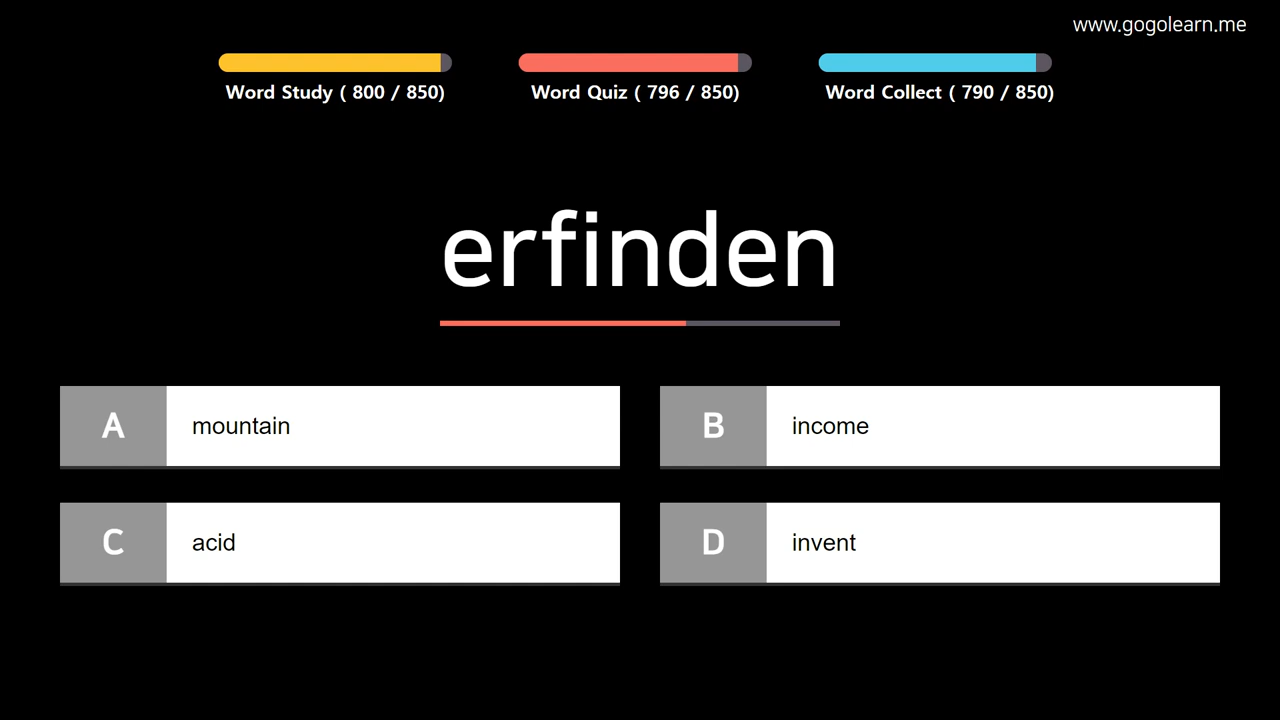 www.gogolearn.me
Word Study ( 800 / 850)
Word Quiz ( 796 / 850)
Word Collect ( 790 / 850)
erfinden
A mountain
B income
C acid
D invent